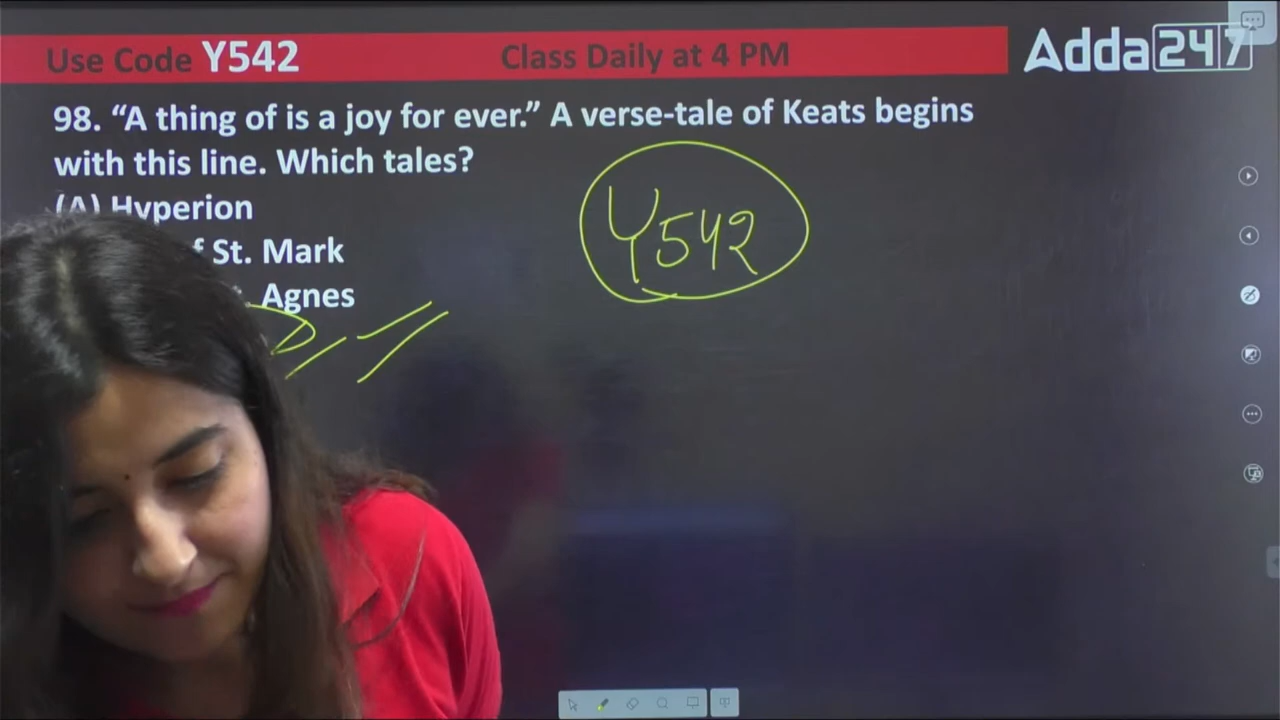 Use Code Y542 Class Daily at 4 PM Adda247
98. “A thing of is a joy for ever.” A verse-tale of Keats begins
with this line. Which tales?
(A) Hyperion
St. Mark
Agnes
Y542